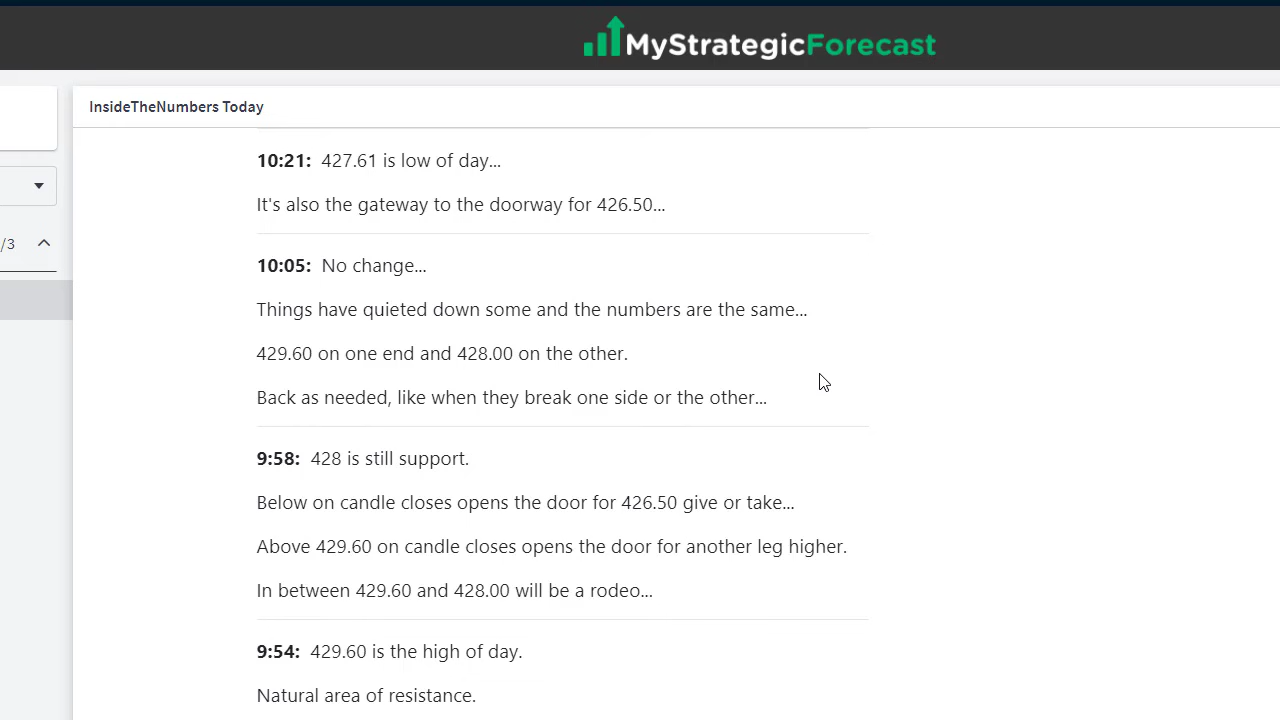 MyStrategicForecast
InsideTheNumbers Today
10:21: 427.61 is low of day...
It's also the gateway to the doorway for 426.50...
/3
10:05: No change...
Things have quieted down some and the numbers are the same...
429.60 on one end and 428.00 on the other.
Back as needed, like when they break one side or the other...
9:58: 428 is still support.
Below on candle closes opens the door for 426.50 give or take...
Above 429.60 on candle closes opens the door for another leg higher.
In between 429.60 and 428.00 will be a rodeo...
9:54: 429.60 is the high of day.
Natural area of resistance.